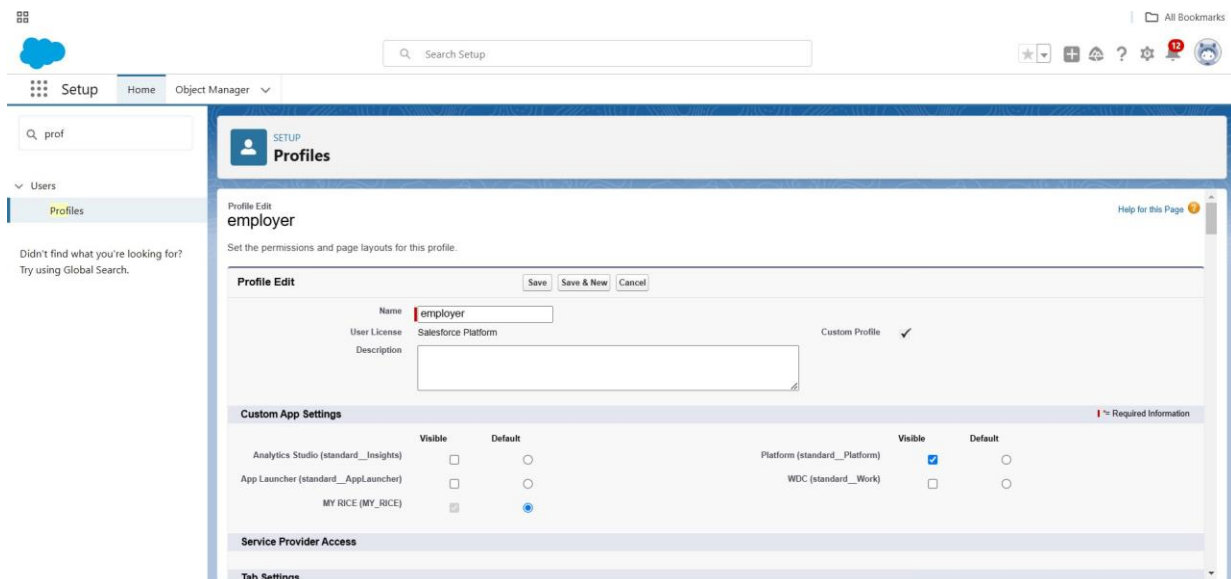 All Bookmarks
Search Setup
12
Setup
Home
Object Manager
prof
Users
Profiles
Didn't find what you're looking for?
Try using Global Search.
SETUP
Profiles
Profile Edit
employer
Help for this Page
Set the permissions and page layouts for this profile.
Profile Edit
Save
Save & New
Cancel
Name
employer
User License
Salesforce Platform
Custom Profile
Description
Custom App Settings
= Required Information
Visible
Default
Visible
Default
Analytics Studio (standard__Insights)
Platform (standard__Platform)
App Launcher (standard__AppLauncher)
WDC (standard__Work)
MY RICE (MY_RICE)
Service Provider Access
Tab Settings